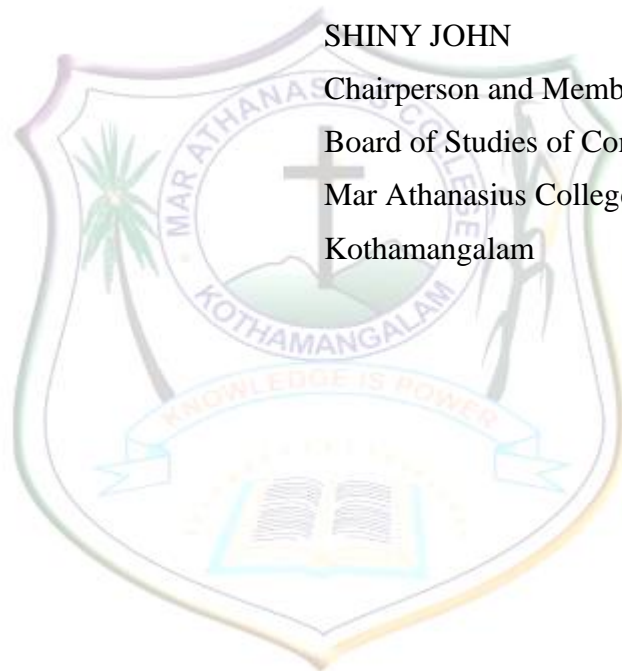 SHINY JOHN
Chairperson and Memb
Board of Studies of Co
Mar Athanasius College
Kothamangalam
MAR ATHANASIUS COLLEGE
KOTHAMANGALAM
KNOWLEDGE IS POWER